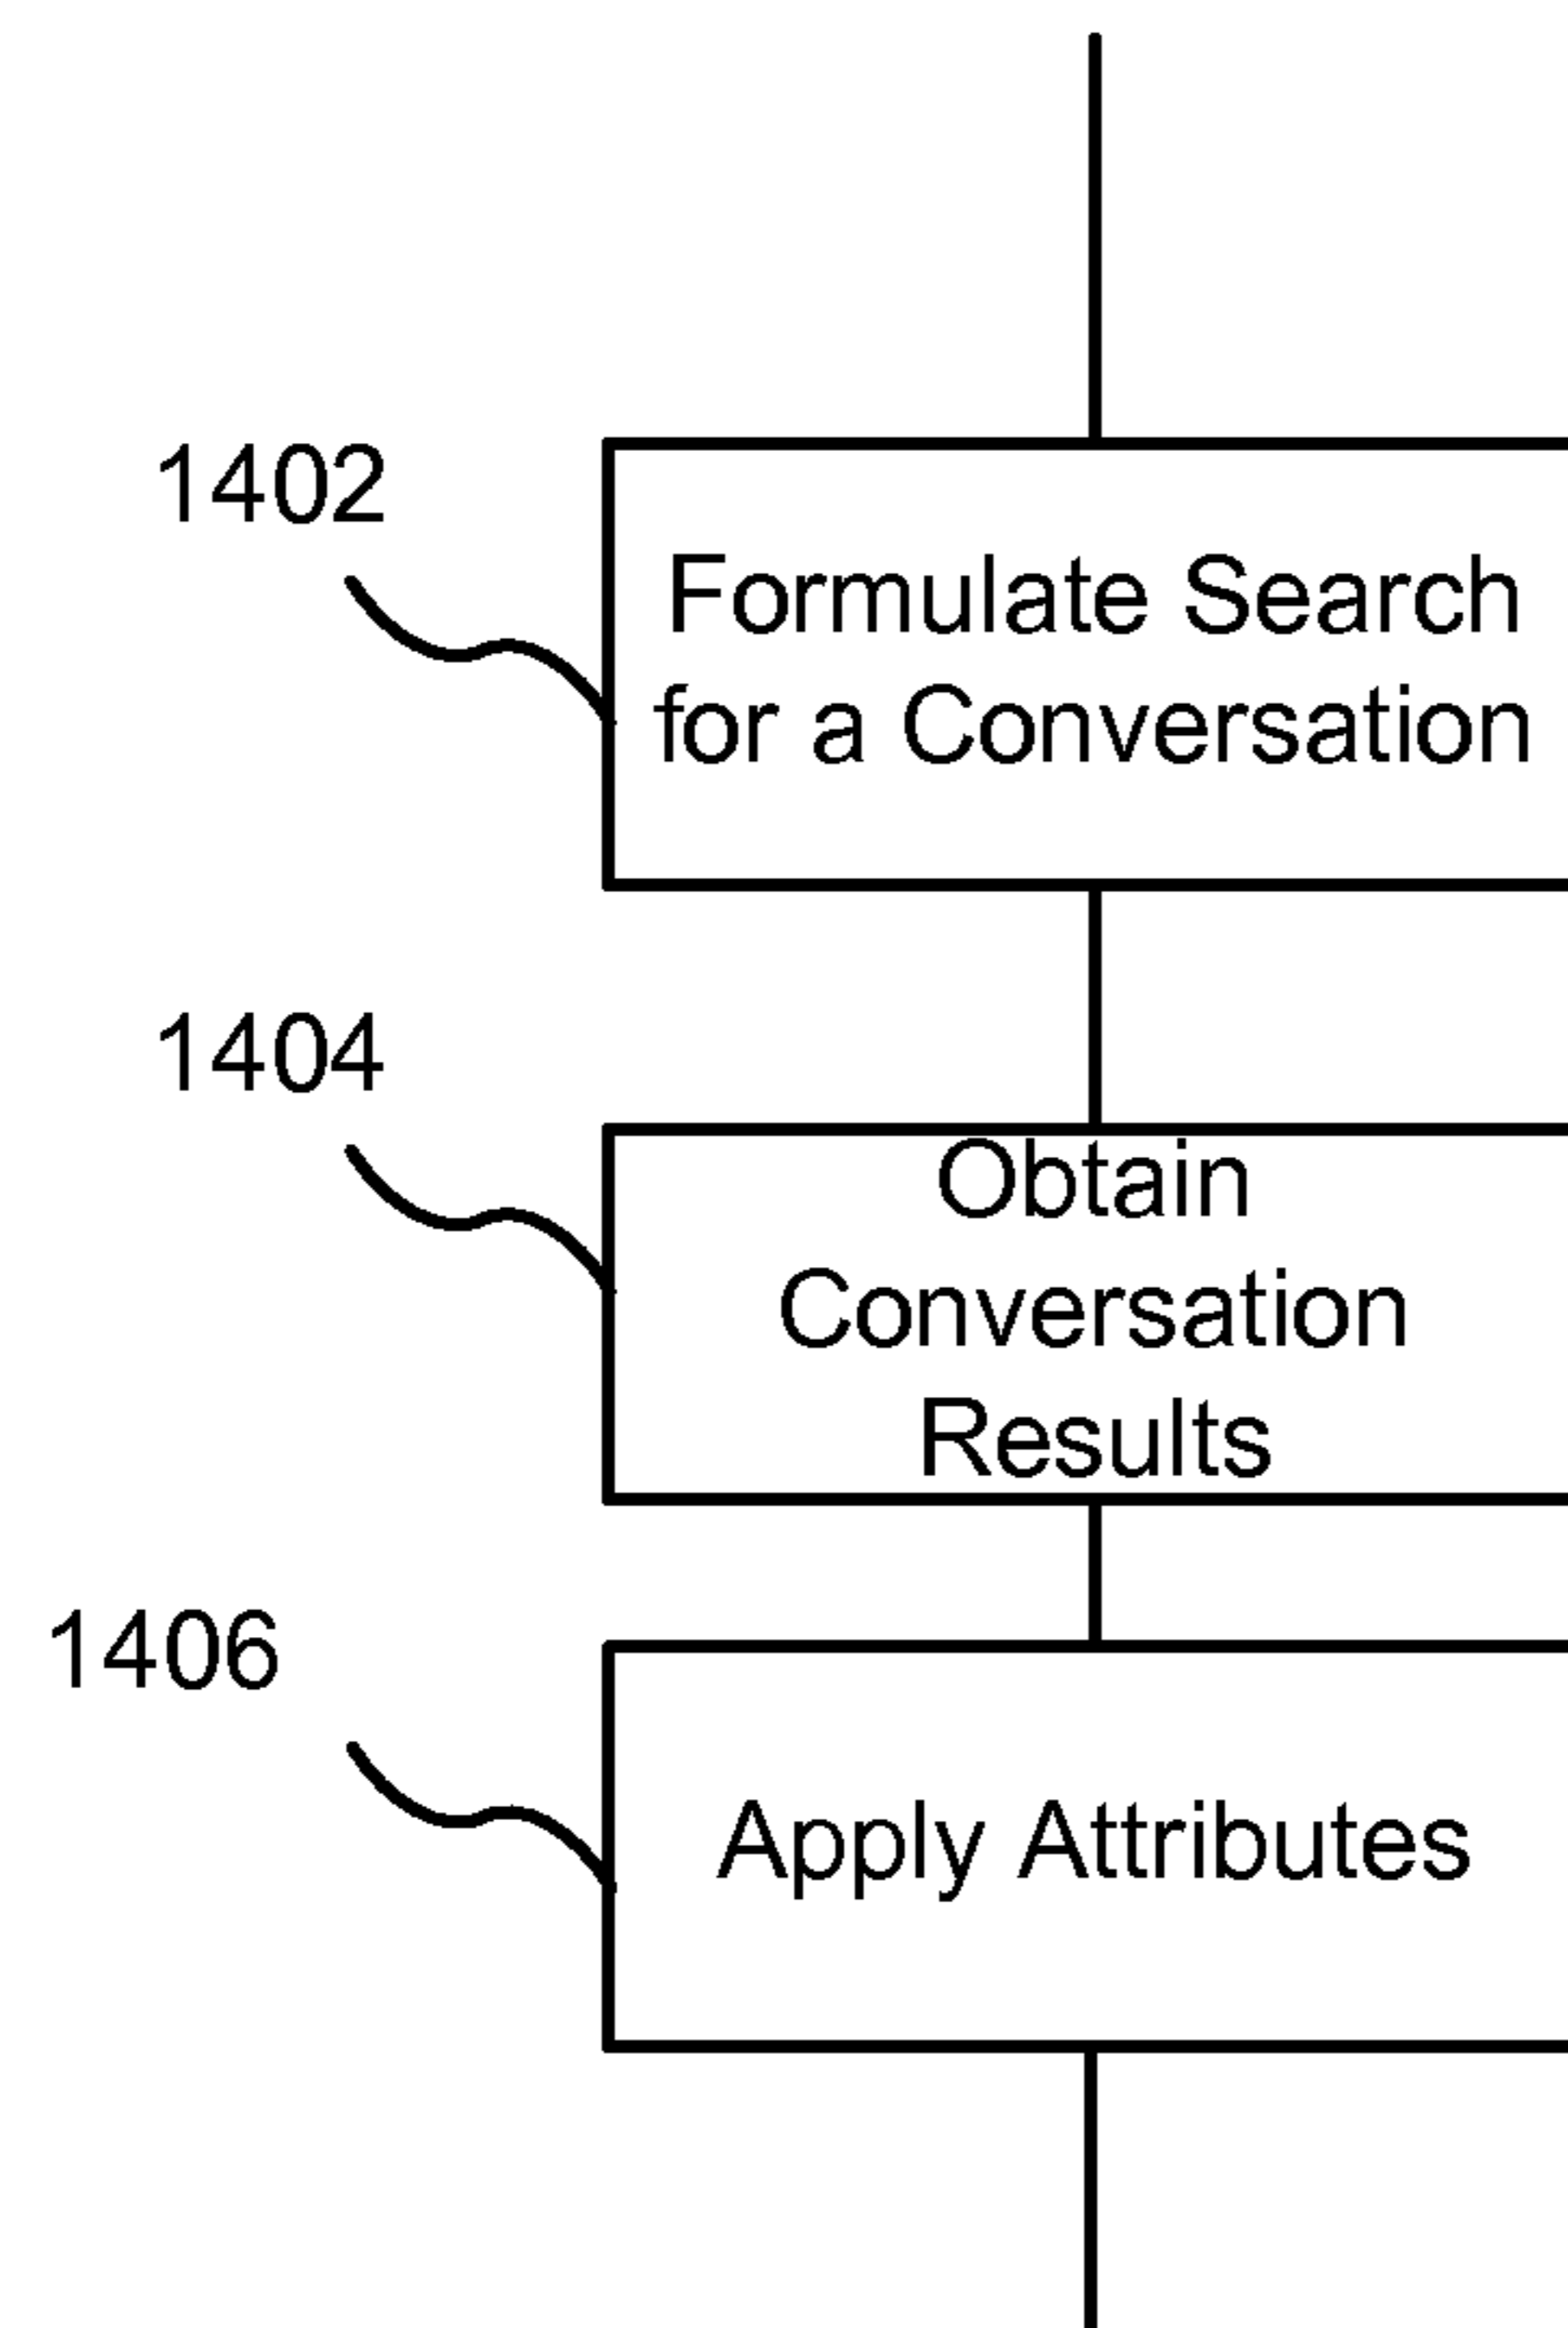 1402
Formulate Search
for a Conversation
1404
Obtain
Conversation
Results
1406
Apply Attributes